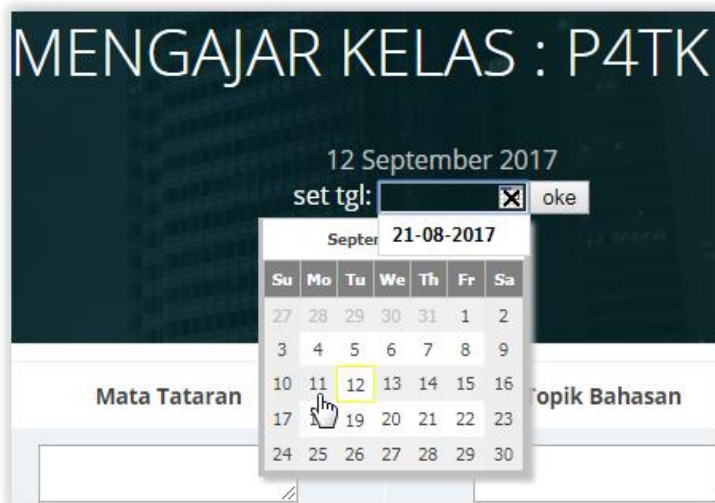 MENGAJAR KELAS : P4TK
12 September 2017
set tgl: oke
21-08-2017
Su Mo Tu We Th Fr Sa
27 28 29 30 31 1 2
3 4 5 6 7 8 9
10 11 12 13 14 15 16
17 19 20 21 22 23
24 25 26 27 28 29 30
Mata Tataran
Bahasan